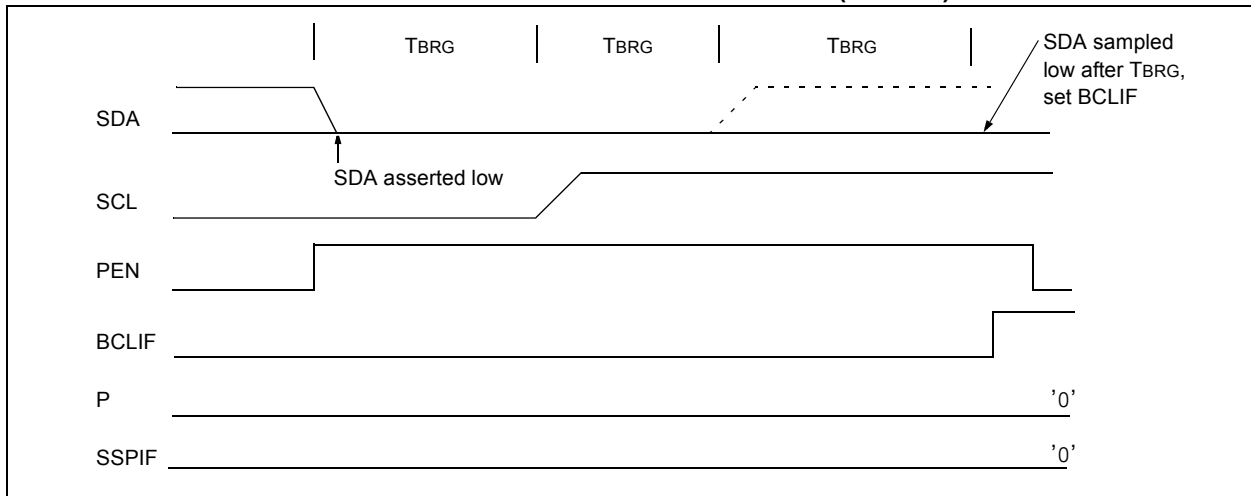 TBRG TBRG TBRG
SDA sampled
low after TBRG,
set BCLIF
SDA
SDA asserted low
SCL
PEN
BCLIF
P '0'
SSPIF '0'